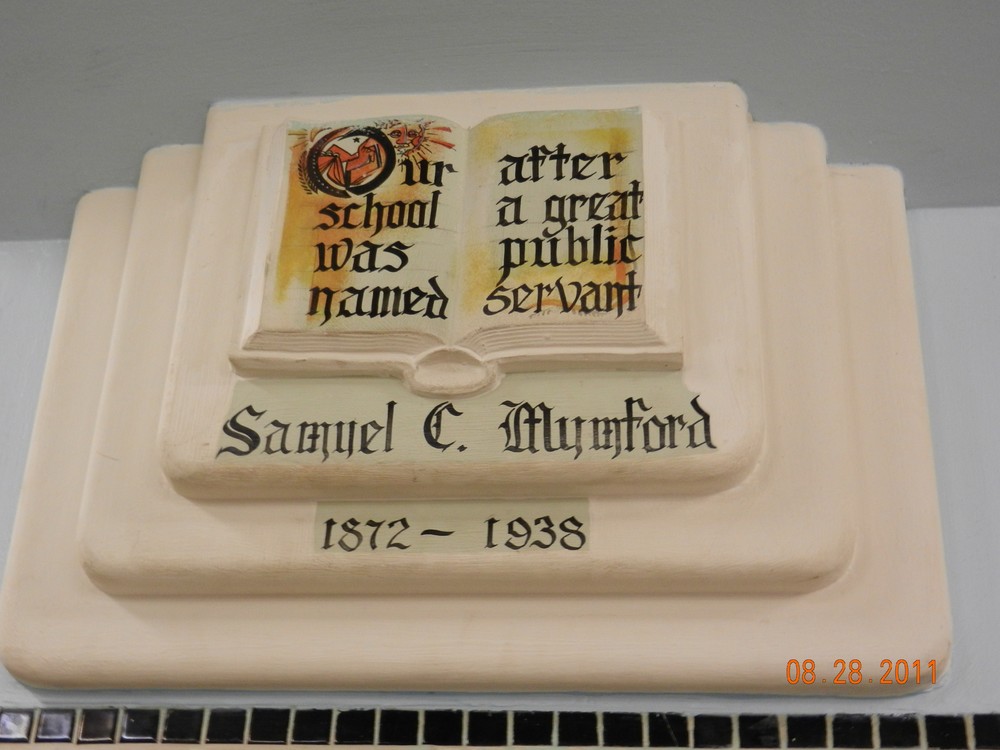 Our
school
was
named
after
a great
public
servant
Samuel C. Mumford
1872 - 1938
08.28.2011